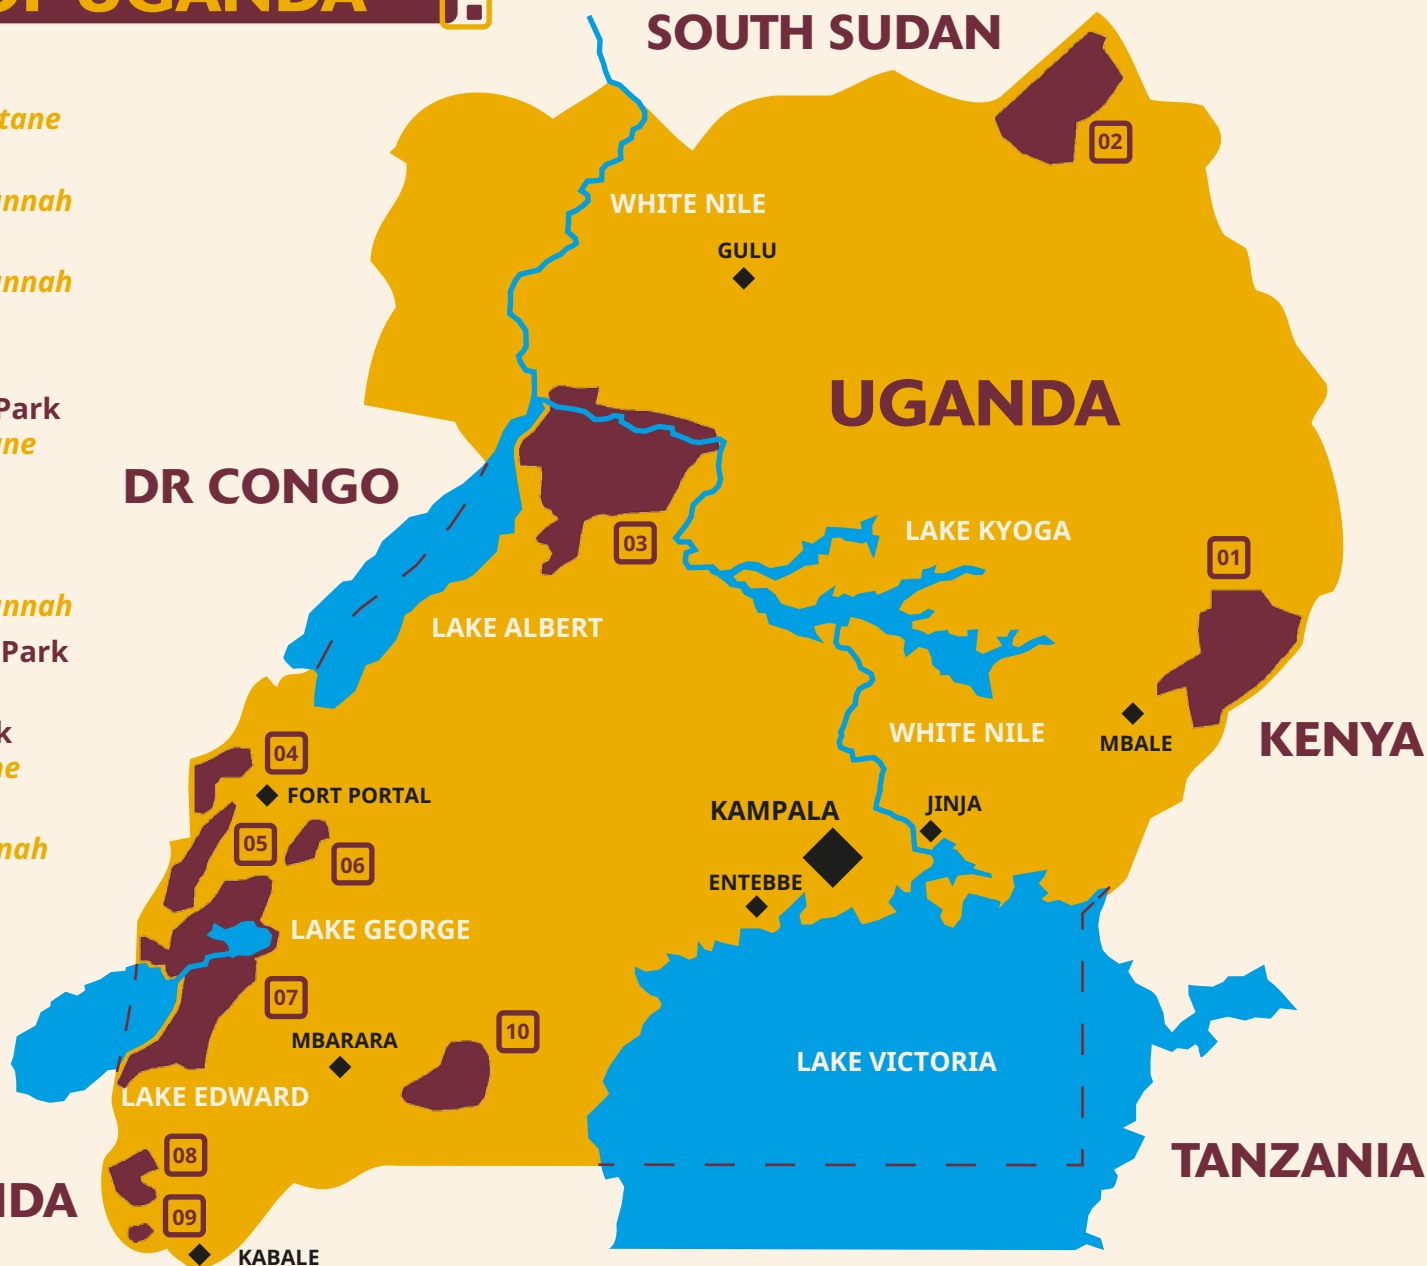 OF UGANDA
SOUTH SUDAN
02
WHITE NILE
GULU
Park
UGANDA
DR CONGO
03
LAKE KYOGA
01
LAKE ALBERT
Park
WHITE NILE
MBALE
KENYA
04
FORT PORTAL
KAMPALA
JINJA
05
06
ENTEBBE
LAKE GEORGE
07
MBARARA
10
LAKE VICTORIA
LAKE EDWARD
08
TANZANIA
09
KABALE